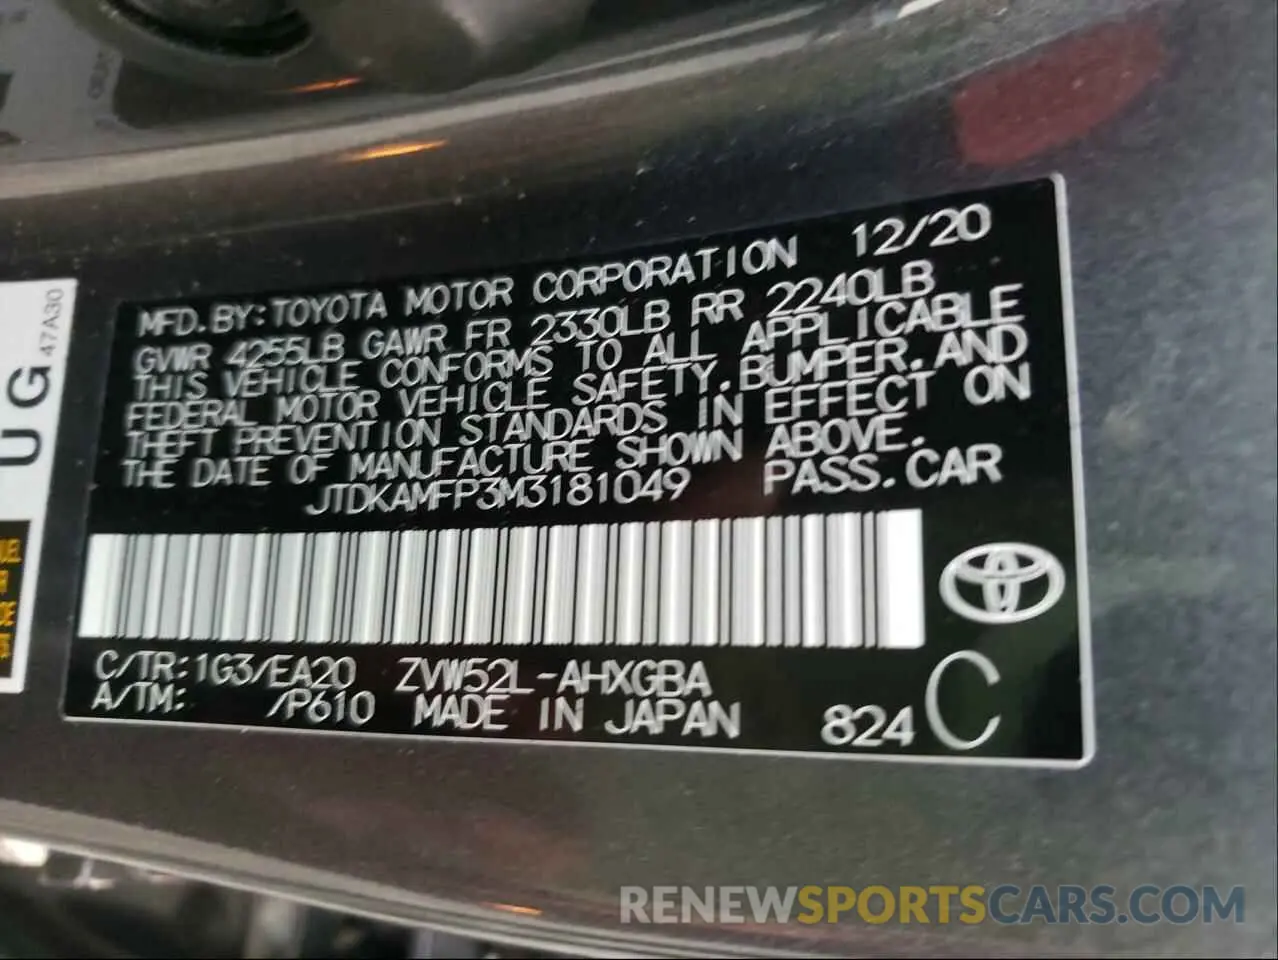 MFD.BY:TOYOTA MOTOR CORPORATION 12/20
GVWR 4255LB GAWR FR 2330LB RR 2240LB
THIS VEHICLE CONFORMS TO ALL APPLICABLE
FEDERAL MOTOR VEHICLE SAFETY,BUMPER,AND
THEFT PREVENTION STANDARDS IN EFFECT ON
THE DATE OF MANUFACTURE SHOWN ABOVE.
JTDKAMFP3M3181049 PASS.CAR
C/TR:1G3/EA20 ZVW52L-AHXGBA
A/TM: /P610 MADE IN JAPAN 824 C
UG
47A30
RENEWSPORTSCARS.COM